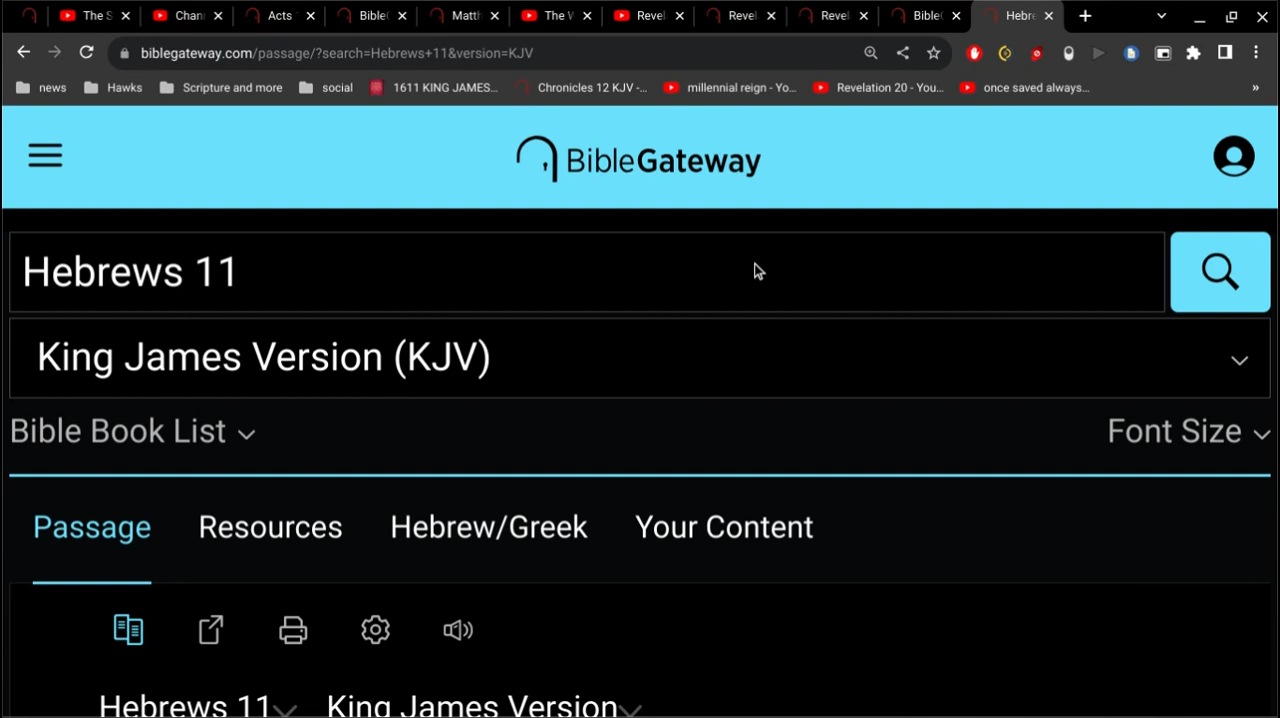 The S Chan Acts BibleG Matt The W Revel Revel Revel BibleG Hebre
biblegateway.com/passage/?search=Hebrews+11&version=KJV
news Hawks Scripture and more social 1611 KING JAMES... Chronicles 12 KJV -... millennial reign - Yo... Revelation 20 - You... once saved always... »
BibleGateway
Hebrews 11
King James Version (KJV)
Bible Book List Font Size
Passage Resources Hebrew/Greek Your Content
Hebrews 11 King James Version